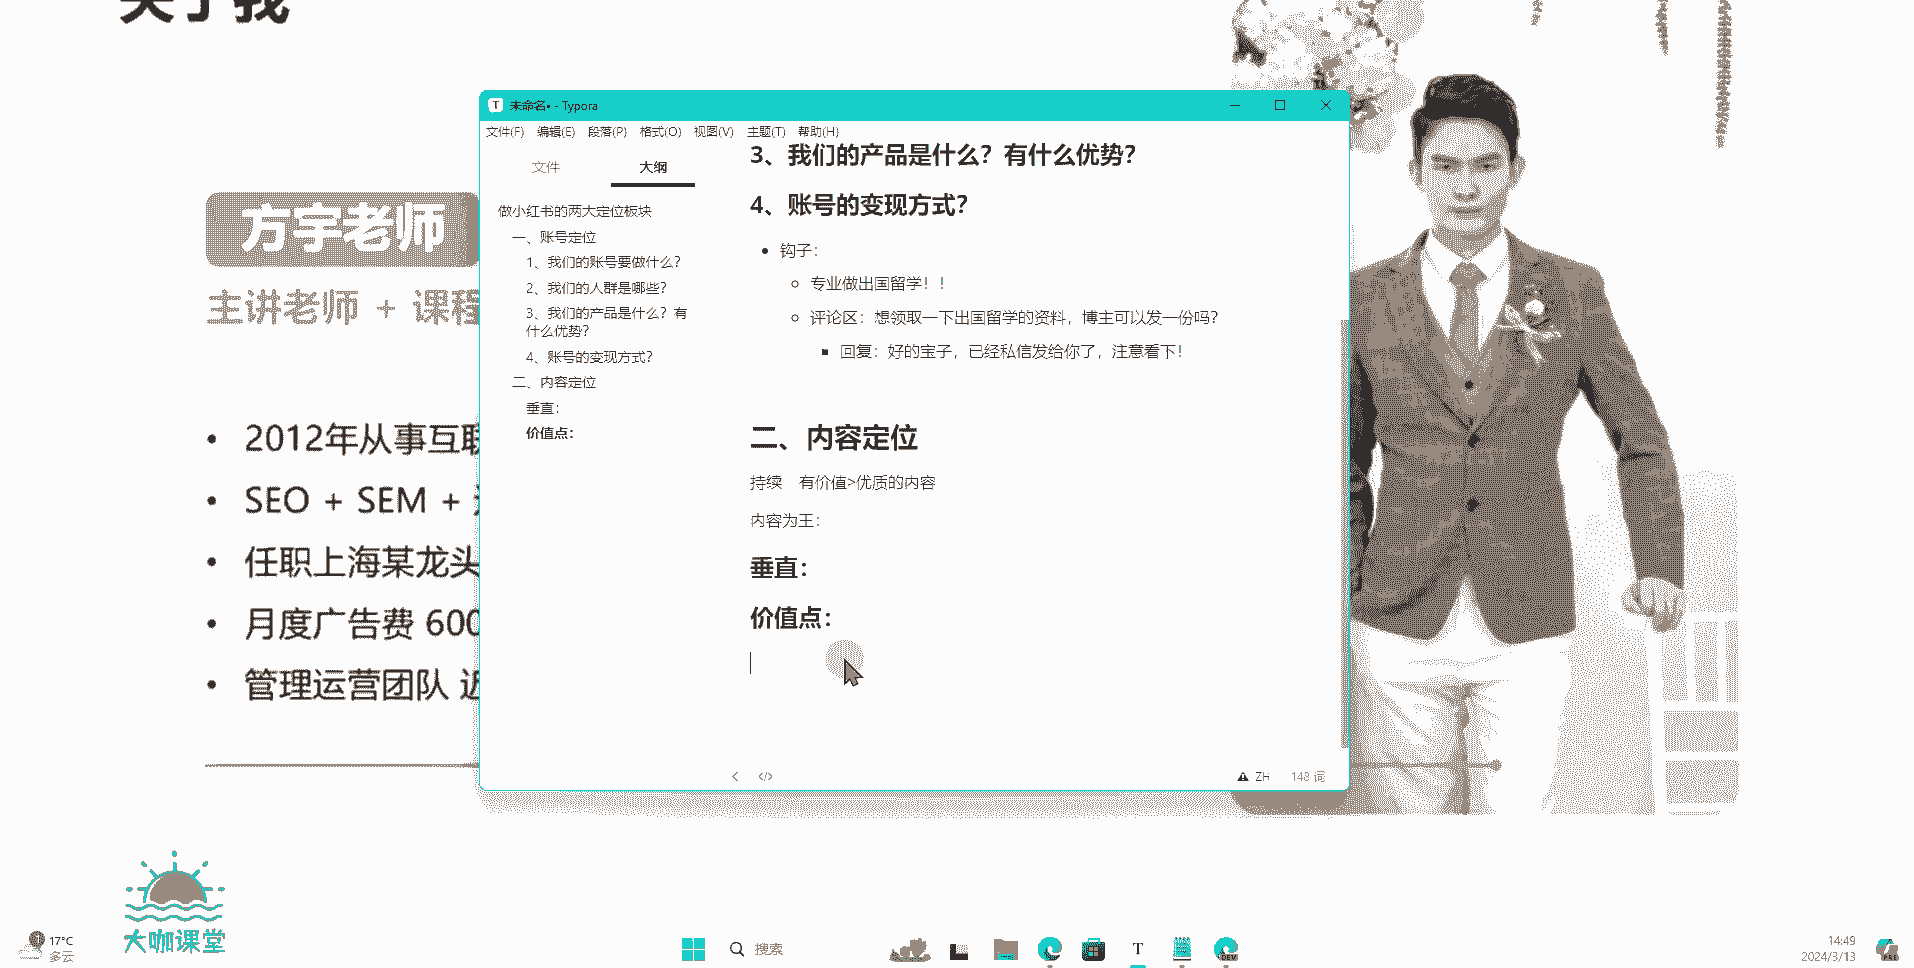 关于我
方宇老师
主讲老师 + 课程
• 2012年从事互联
• SEO + SEM +
• 任职上海某龙头
• 月度广告费 600
• 管理运营团队 近
未命名• - Typora
文件(F) 编辑(E) 段落(P) 格式(O) 视图(V) 主题(T) 帮助(H)
文件 大纲
做小红书的两大定位板块
一、账号定位
1、我们的账号要做什么？
2、我们的人群是哪些？
3、我们的产品是什么？有
什么优势？
4、账号的变现方式？
二、内容定位
垂直：
价值点：
3、我们的产品是什么？有什么优势？
4、账号的变现方式？
• 钩子：
专业做出国留学！！
评论区：想领取一下出国留学的资料，博主可以发一份吗？
回复：好的宝子，已经私信发给你了，注意看下！
二、内容定位
持续 有价值>优质的内容
内容为王：
垂直：
价值点：
ZH 148 词
大咖课堂
17°C
多云
搜索
T
DEV
14:49
2024/3/13
PRE